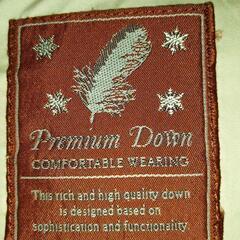 Premium Down
COMFORTABLE WEARING
This rich and high quality down
is designed based on
sophistication and functionality